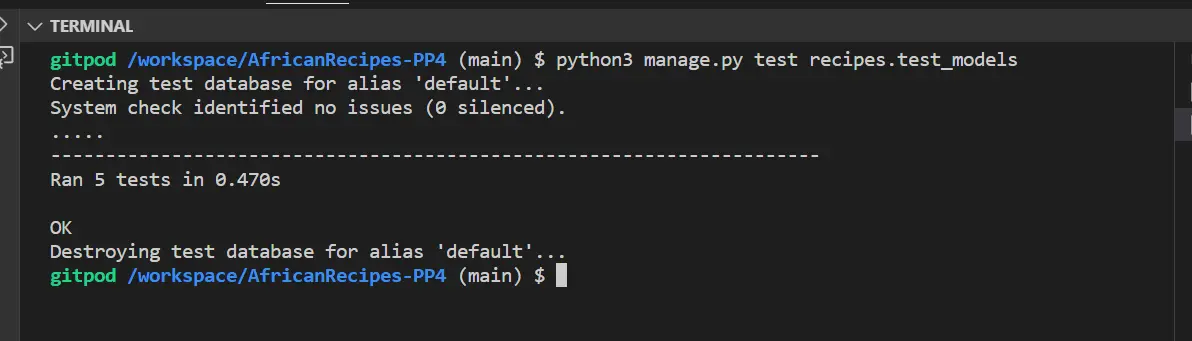 TERMINAL
gitpod /workspace/AfricanRecipes-PP4 (main) $ python3 manage.py test recipes.test_models
Creating test database for alias 'default'...
System check identified no issues (0 silenced).
.....
----------------------------------------------------------------------
Ran 5 tests in 0.470s
OK
Destroying test database for alias 'default'...
gitpod /workspace/AfricanRecipes-PP4 (main) $